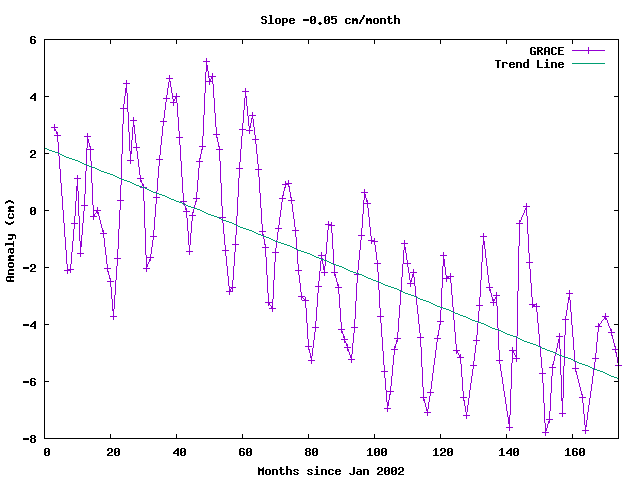 Slope -0.05 cm/month
GRACE
Trend Line
6
4
2
0
-2
-4
-6
-8
Anomaly (cm)
0 20 40 60 80 100 120 140 160
Months since Jan 2002